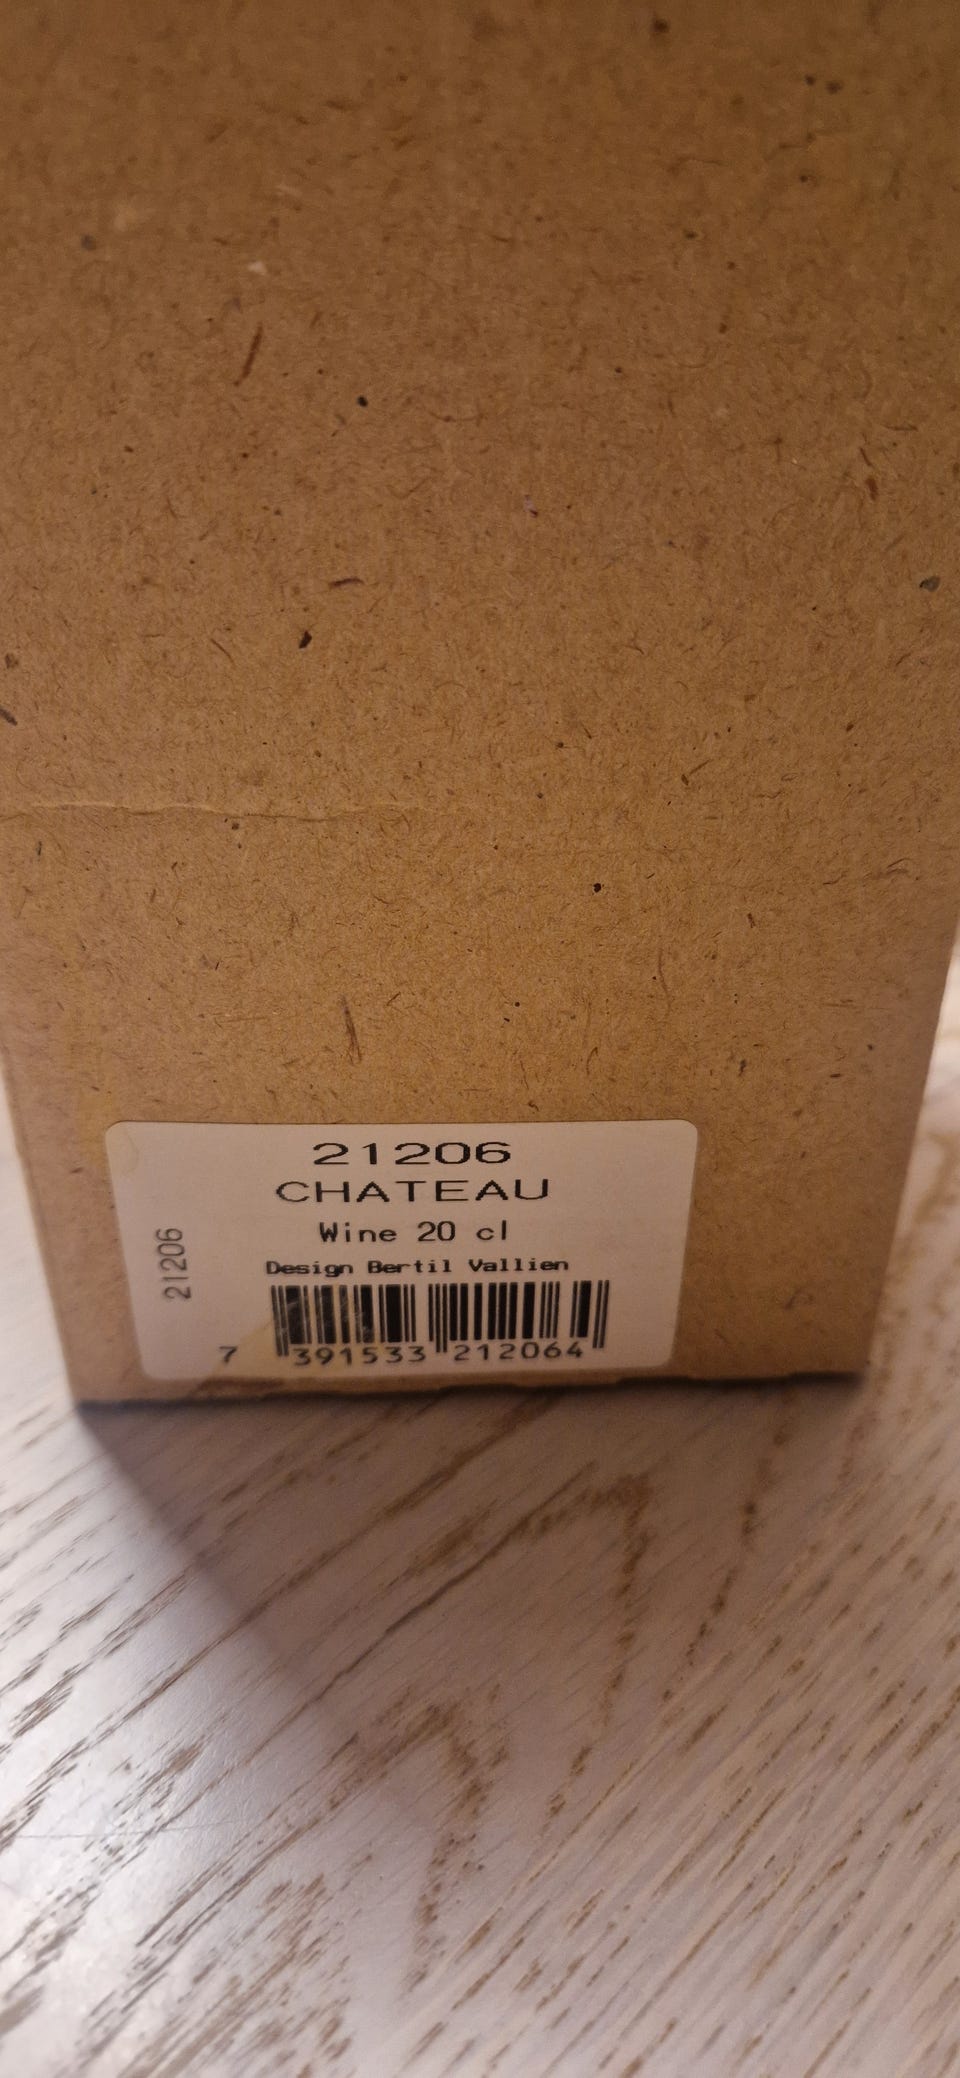 21206
CHATEAU
Wine 20 cl
Design Bertil Vallien
21206
7 391533 212064